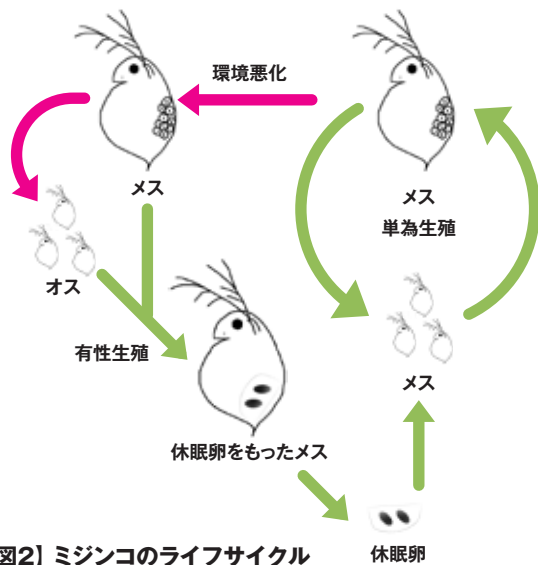 環境悪化
メス
メス
単為生殖
オス
有性生殖
メス
休眠卵をもったメス
休眠卵
図2】ミジンコのライフサイクル